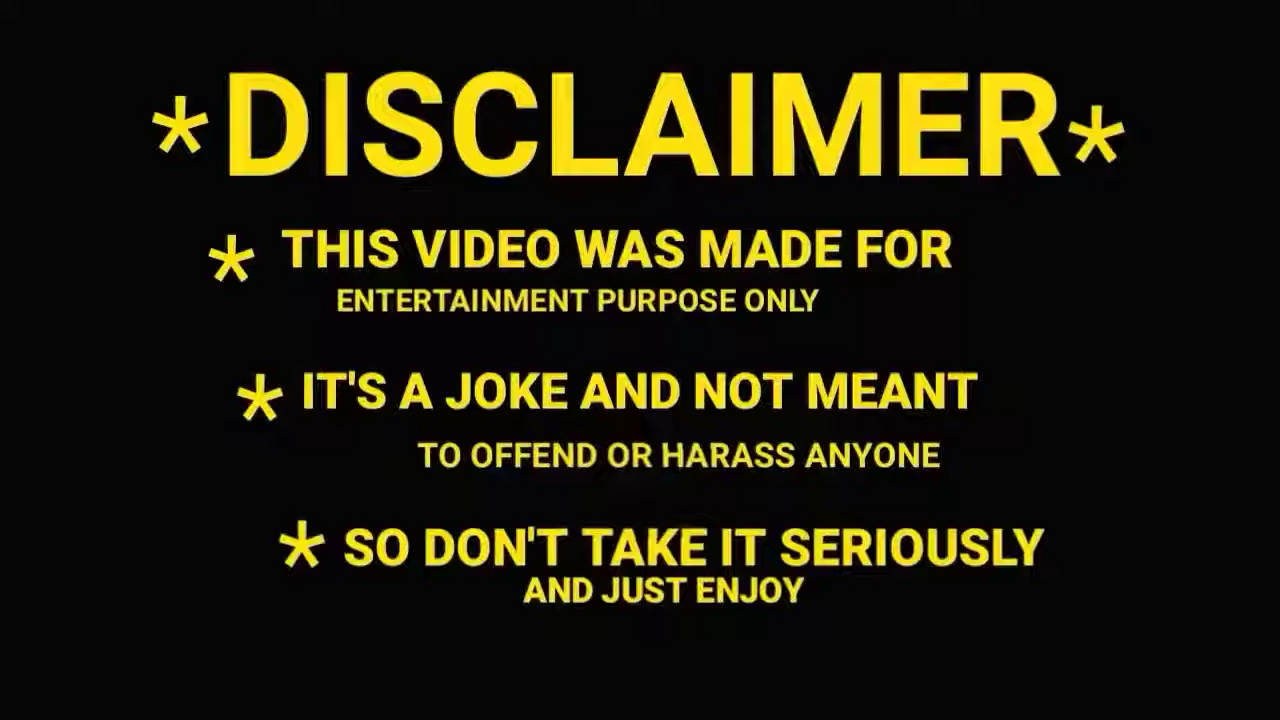 *DISCLAIMER*
* THIS VIDEO WAS MADE FOR
ENTERTAINMENT PURPOSE ONLY
* IT'S A JOKE AND NOT MEANT
TO OFFEND OR HARASS ANYONE
* SO DON'T TAKE IT SERIOUSLY
AND JUST ENJOY